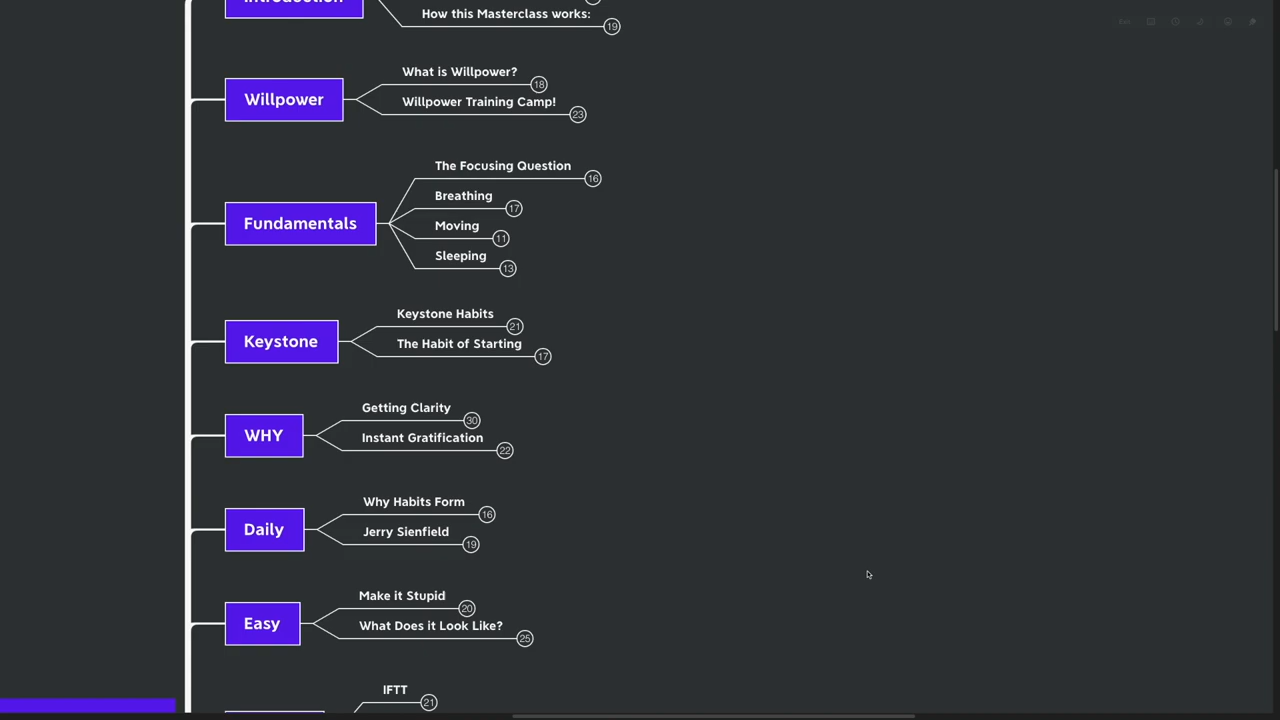 Introduction
How this Masterclass works:
19
Willpower
What is Willpower?
18
Willpower Training Camp!
23
Fundamentals
The Focusing Question
16
Breathing
17
Moving
11
Sleeping
13
Keystone
Keystone Habits
21
The Habit of Starting
17
WHY
Getting Clarity
30
Instant Gratification
22
Daily
Why Habits Form
16
Jerry Sienfield
19
Easy
Make it Stupid
20
What Does it Look Like?
25
IFTT
21